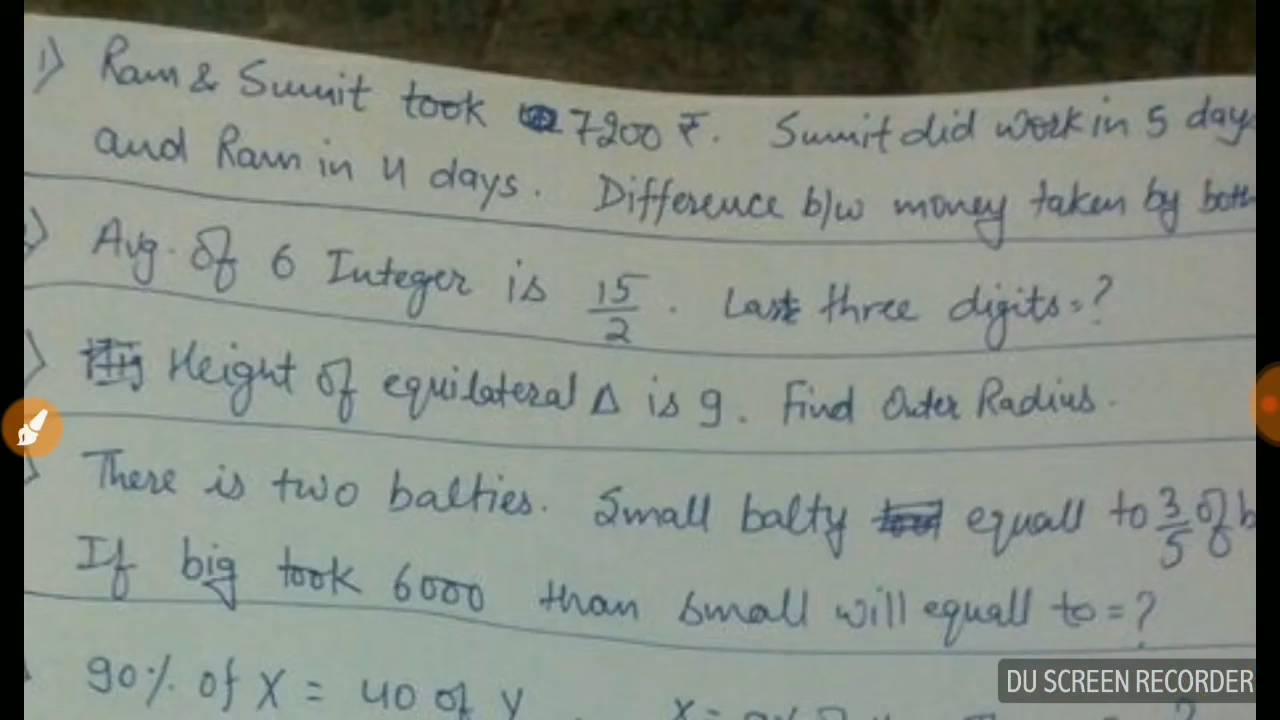 1) Ram & Sumit took 7200 ₹. Sumit did work in 5 day
and Ram in 4 days. Difference b/w money taken by both
Avg. of 6 Integer is 15/2. Last three digits=?
Height of equilateral Δ is 9. Find Outer Radius.
There is two balties. Small balty equall to 3/5 of b
If big took 6000 than small will equall to=?
90% of X = 40 of y
X=
?
DU SCREEN RECORDER